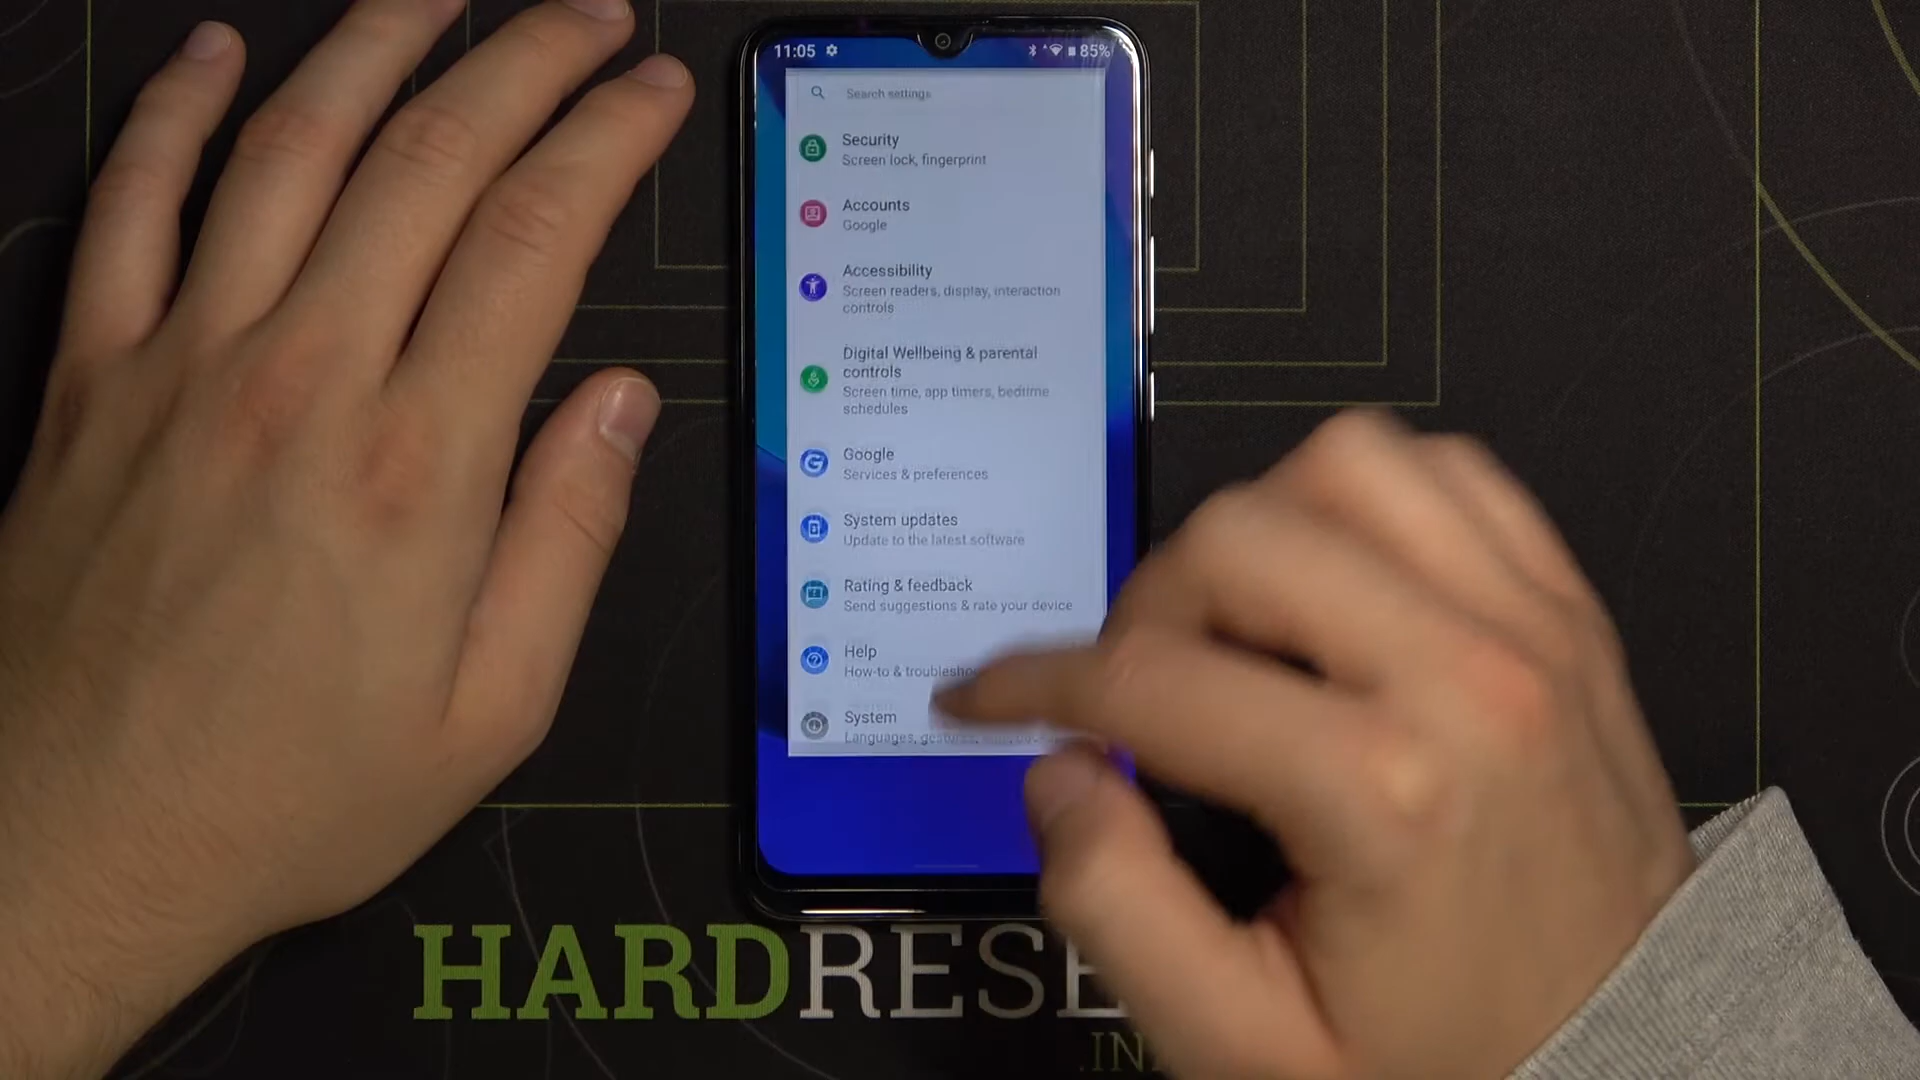 11:05 85%
Search settings
Security
Screen lock, fingerprint
Accounts
Google
Accessibility
Screen readers, display, interaction
controls
Digital Wellbeing & parental
controls
Screen time, app timers, bedtime
schedules
Google
Services & preferences
System updates
Update to the latest software
Rating & feedback
Send suggestions & rate your device
Help
How-to & troublesho
System
Languages, gestures,
HARDRESE
.IN